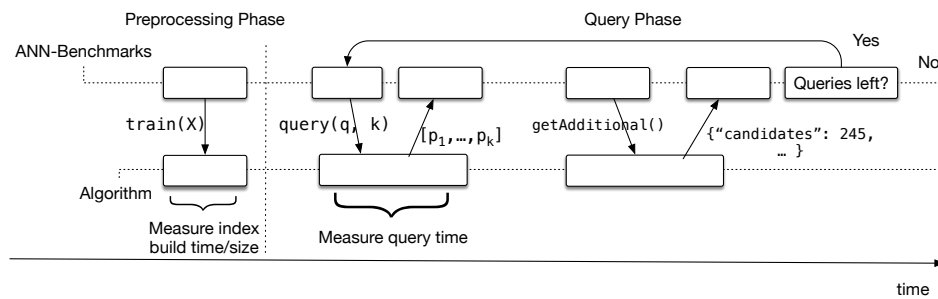 Preprocessing Phase
Query Phase
ANN-Benchmarks
Yes
No
Queries left?
train(X)
query(q, k)
[p1,…,pk]
getAdditional()
{“candidates”: 245,
… }
Algorithm
Measure index
build time/size
Measure query time
time